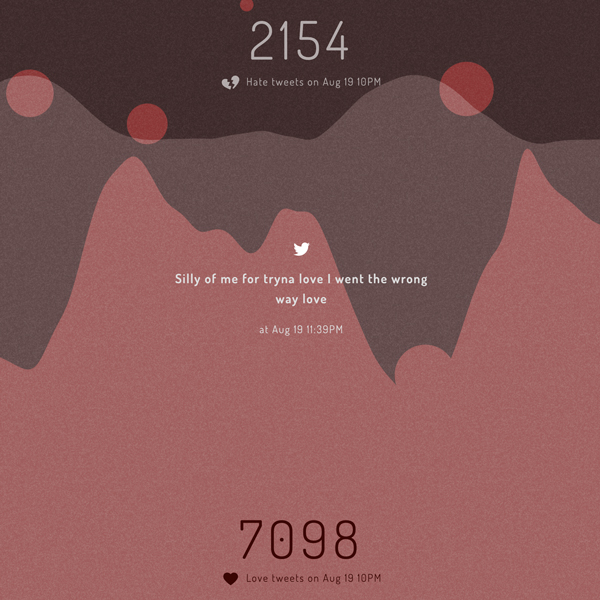 2154
Hate tweets on Aug 19 10PM
Silly of me for tryna love I went the wrong
way love
at Aug 19 11:39PM
7098
Love tweets on Aug 19 10PM